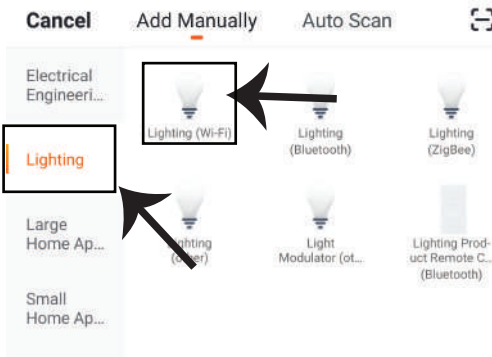 Cancel Add Manually Auto Scan
Electrical
Engineeri...
Lighting
Large
Home Ap...
Small
Home Ap...
Lighting (Wi-Fi)
Lighting
(Bluetooth)
Lighting
(ZigBee)
(other)
Light
Modulator (ot...
Lighting Prod-
uct Remote C...
(Bluetooth)